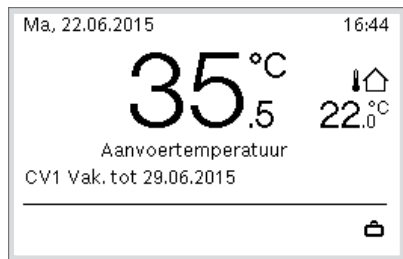 Ma, 22.06.2015 16:44
35.5 °C
22.0 °C
Aanvoertemperatuur
CV1 Vak. tot 29.06.2015